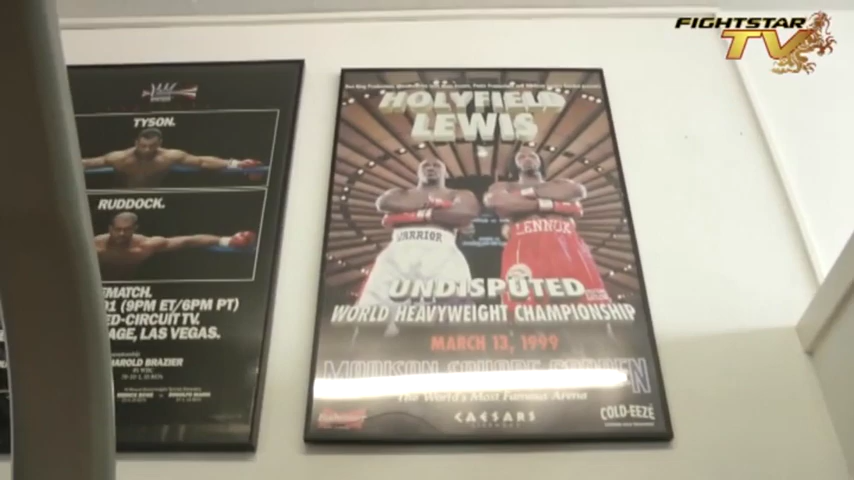 FIGHTSTAR
TV
TYSON.
RUDDOCK.
MATCH.
1 (9PM ET/6PM PT)
ED-CIRCUIT TV.
AGE, LAS VEGAS.
HAROLD BRAZIER
HOLYFIELD
LEWIS
WARRIOR
LENNOX
UNDISPUTED
WORLD HEAVYWEIGHT CHAMPIONSHIP
MARCH 13, 1999
MADISON SQUARE GARDEN
The World's Most Famous Arena
CAESARS
COLD-EEZE